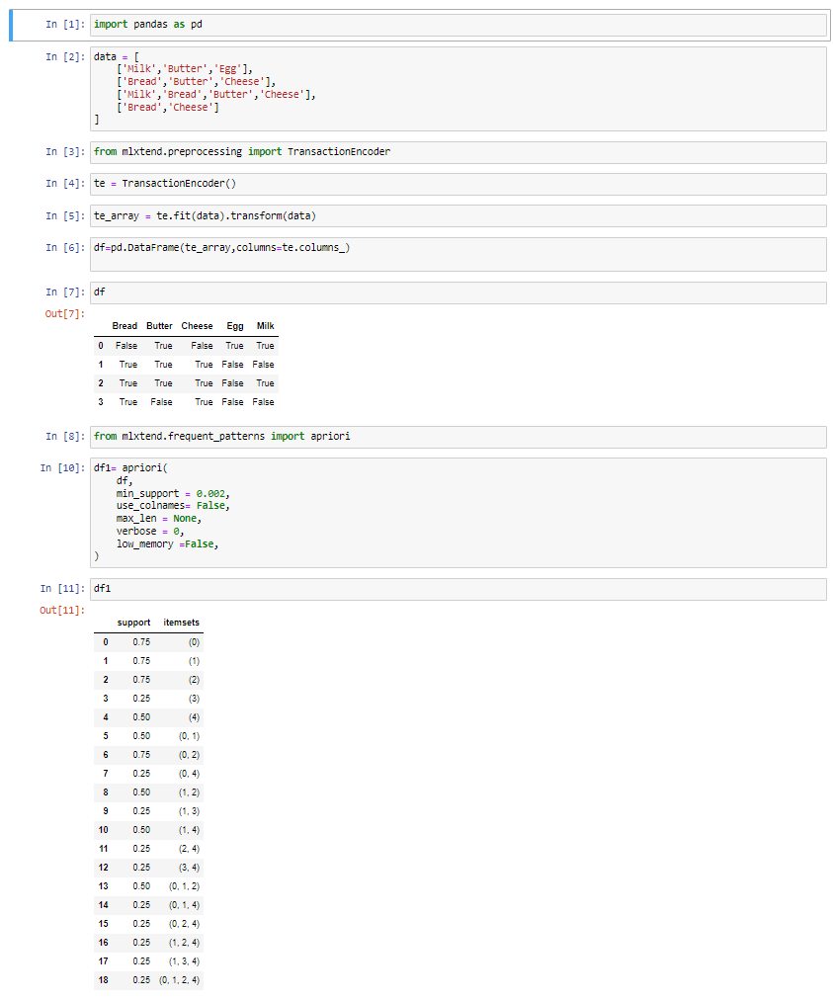 In [1]: import pandas as pd
In [2]: data = [
['Milk','Butter','Egg'],
['Bread','Butter','Cheese'],
['Milk','Bread','Butter','Cheese'],
['Bread','Cheese']
]
In [3]: from mlxtend.preprocessing import TransactionEncoder
In [4]: te = TransactionEncoder()
In [5]: te_array = te.fit(data).transform(data)
In [6]: df=pd.DataFrame(te_array,columns=te.columns_)
In [7]: df
Out[7]:
Bread Butter Cheese Egg Milk
0 False True False True True
1 True True True False False
2 True True True False True
3 True False True False False
In [8]: from mlxtend.frequent_patterns import apriori
In [10]: df1= apriori(
df,
min_support = 0.002,
use_colnames= False,
max_len = None,
verbose = 0,
low_memory =False,
)
In [11]: df1
Out[11]:
support itemsets
0 0.75 (0)
1 0.75 (1)
2 0.75 (2)
3 0.25 (3)
4 0.50 (4)
5 0.50 (0, 1)
6 0.75 (0, 2)
7 0.25 (0, 4)
8 0.50 (1, 2)
9 0.25 (1, 3)
10 0.50 (1, 4)
11 0.25 (2, 4)
12 0.25 (3, 4)
13 0.50 (0, 1, 2)
14 0.25 (0, 1, 4)
15 0.25 (0, 2, 4)
16 0.25 (1, 2, 4)
17 0.25 (1, 3, 4)
18 0.25 (0, 1, 2, 4)